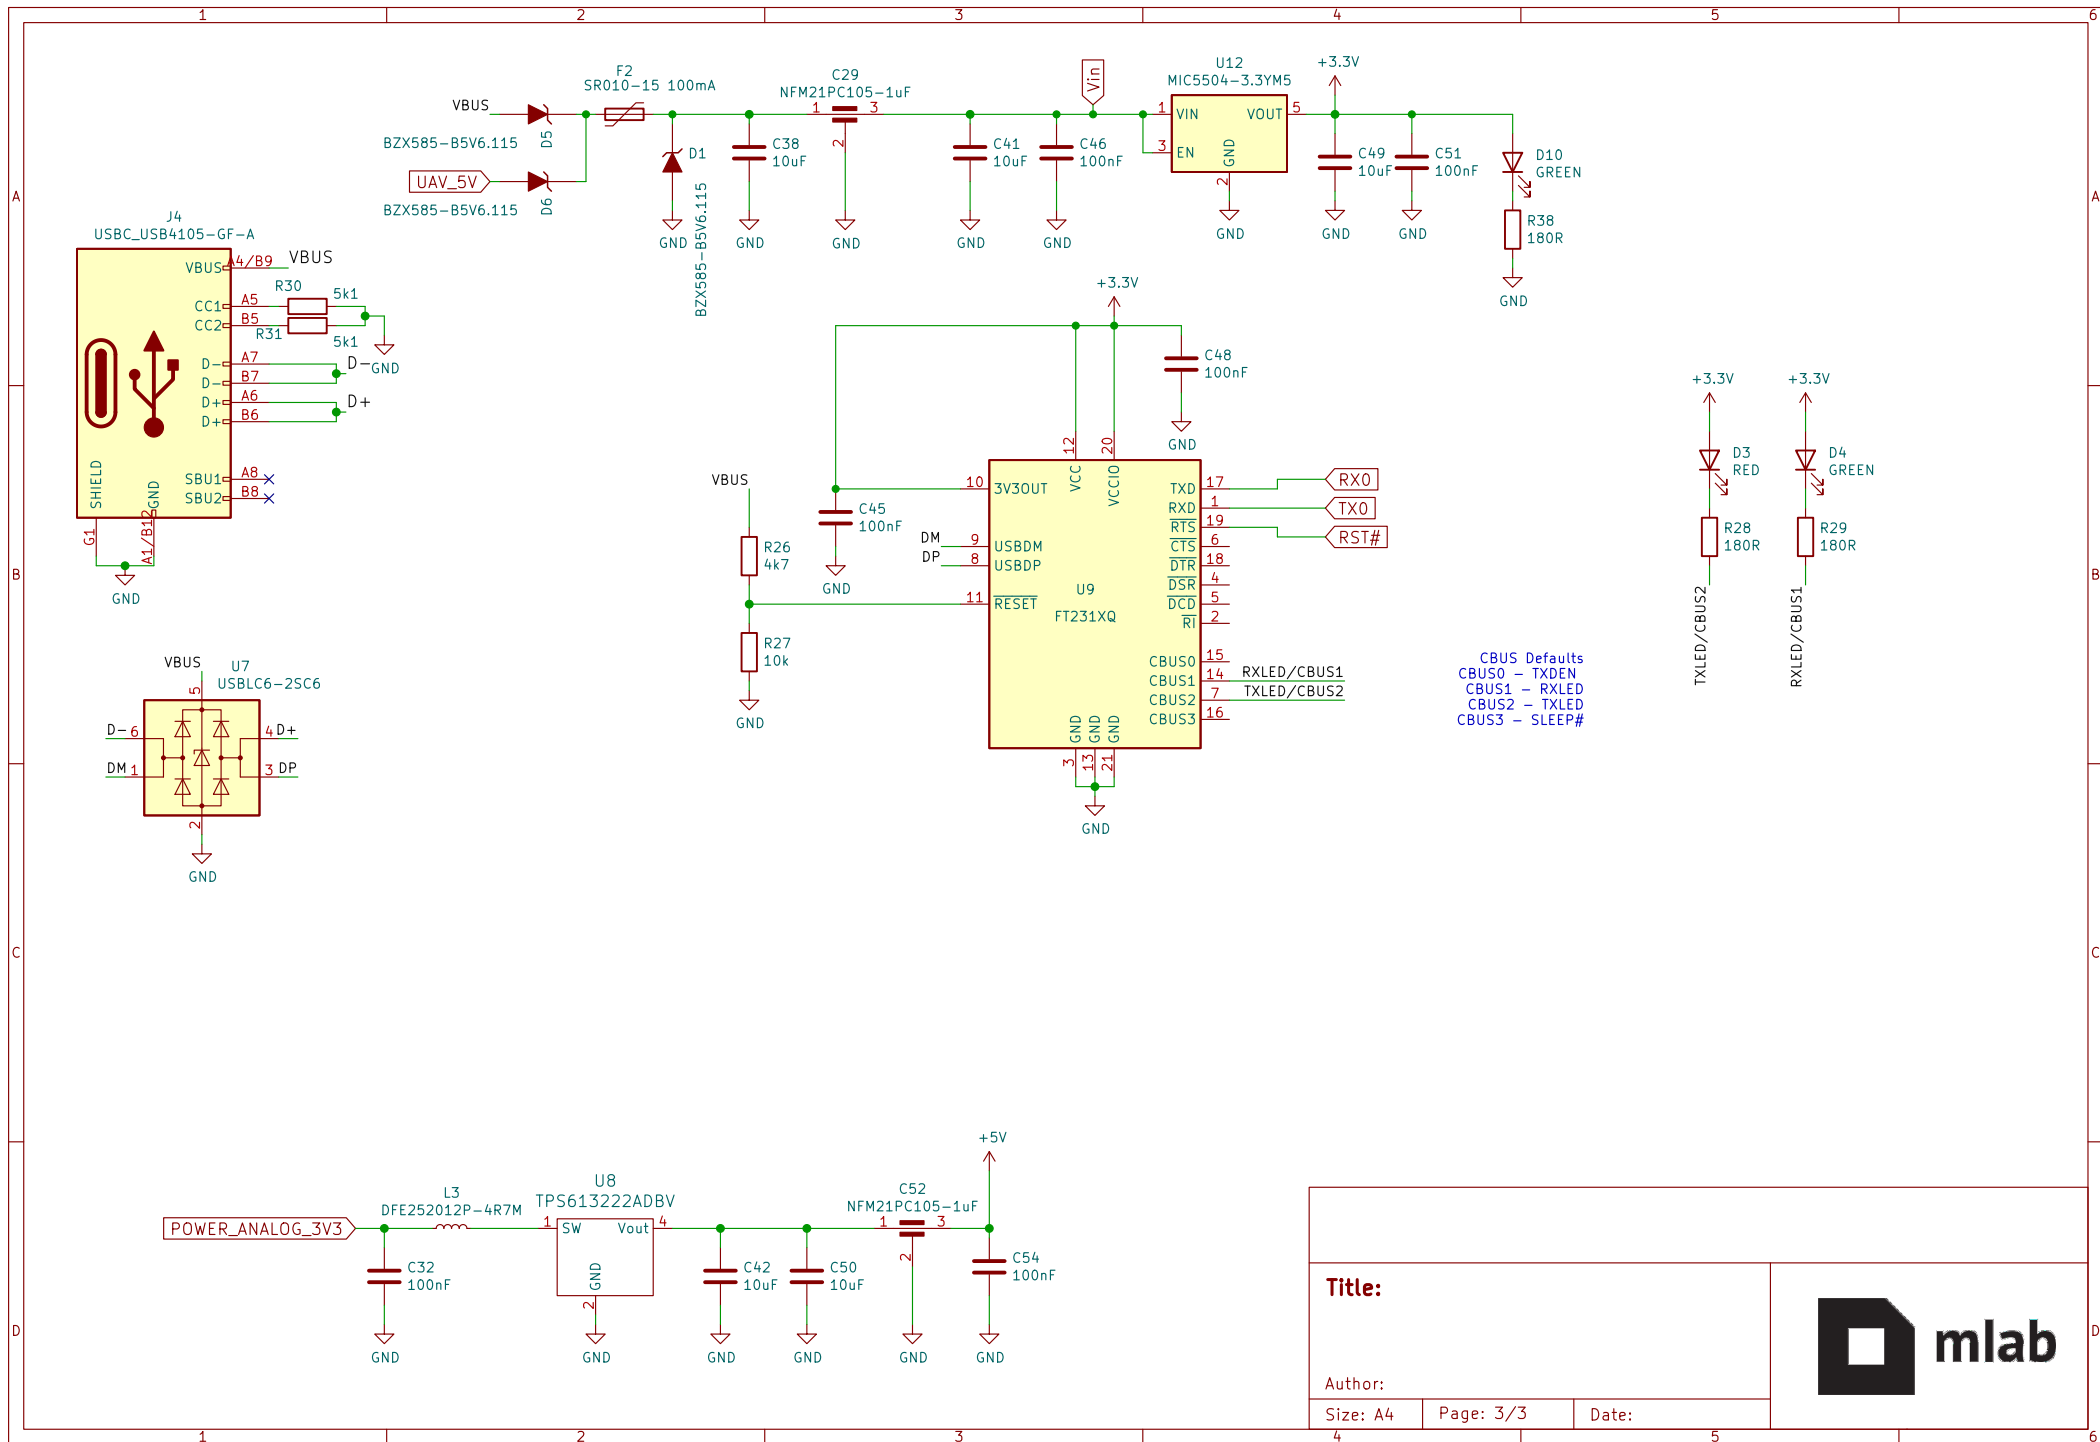 1 2 3 4 5 6
A
B
C
D
A
B
C
D
1 2 3 4 5 6
VBUS
D5
BZX585-B5V6.115
UAV_5V
D6
BZX585-B5V6.115
F2
SR010-15 100mA
D1
BZX585-B5V6.115
GND
C38
10uF
GND
C29
NFM21PC105-1uF
1 3
2
GND
C41
10uF
GND
C46
100nF
GND
Vin
U12
MIC5504-3.3YM5
1 VIN
VOUT 5
3 EN
GND
2
GND
+3.3V
C49
10uF
GND
C51
100nF
GND
D10
GREEN
R38
180R
GND
J4
USBC_USB4105-GF-A
VBUS A4/B9 VBUS
CC1 A5
CC2 B5
R30
5k1
R31
5k1
GND
D- A7
D- B7
D-
D+ A6
D+ B6
D+
SBU1 A8
SBU2 B8
SHIELD
GND
G1
A1/B12
GND
VBUS
U7
USBLC6-2SC6
5
D- 6
4 D+
DM 1
3 DP
2
GND
VBUS
R26
4k7
R27
10k
GND
+3.3V
C48
100nF
GND
C45
100nF
GND
12
20
VCC
VCCIO
10 3V3OUT
DM 9 USBDM
DP 8 USBDP
11 RESET
U9
FT231XQ
TXD 17 RX0
RXD 1 TX0
RTS 19 RST#
CTS 6
DTR 18
DSR 4
DCD 5
RI 2
CBUS0 15
CBUS1 14 RXLED/CBUS1
CBUS2 7 TXLED/CBUS2
CBUS3 16
GND GND GND
3 13 21
GND
CBUS Defaults
CBUS0 - TXDEN
CBUS1 - RXLED
CBUS2 - TXLED
CBUS3 - SLEEP#
+3.3V
D3
RED
R28
180R
TXLED/CBUS2
+3.3V
D4
GREEN
R29
180R
RXLED/CBUS1
POWER_ANALOG_3V3
C32
100nF
GND
L3
DFE252012P-4R7M
U8
TPS613222ADBV
1 SW
Vout 4
GND
2
GND
C42
10uF
GND
C50
10uF
GND
C52
NFM21PC105-1uF
1 3
2
GND
+5V
C54
100nF
GND
Title:
Author:
Size: A4
Page: 3/3
Date:
mlab